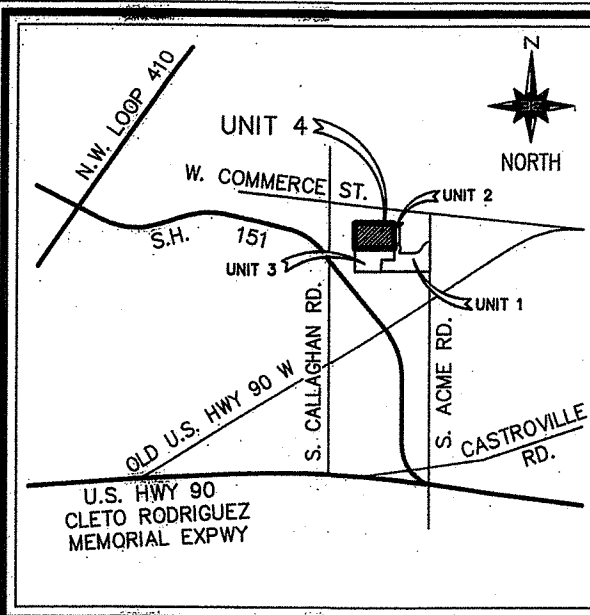 N
NORTH
N.W. LOOP 410
UNIT 4
W. COMMERCE ST.
UNIT 2
S.H. 151
UNIT 3
UNIT 1
S. CALLAGHAN RD.
S. ACME RD.
OLD U.S. HWY 90 W
CASTROVILLE
RD.
U.S. HWY 90
CLETO RODRIGUEZ
MEMORIAL EXPWY